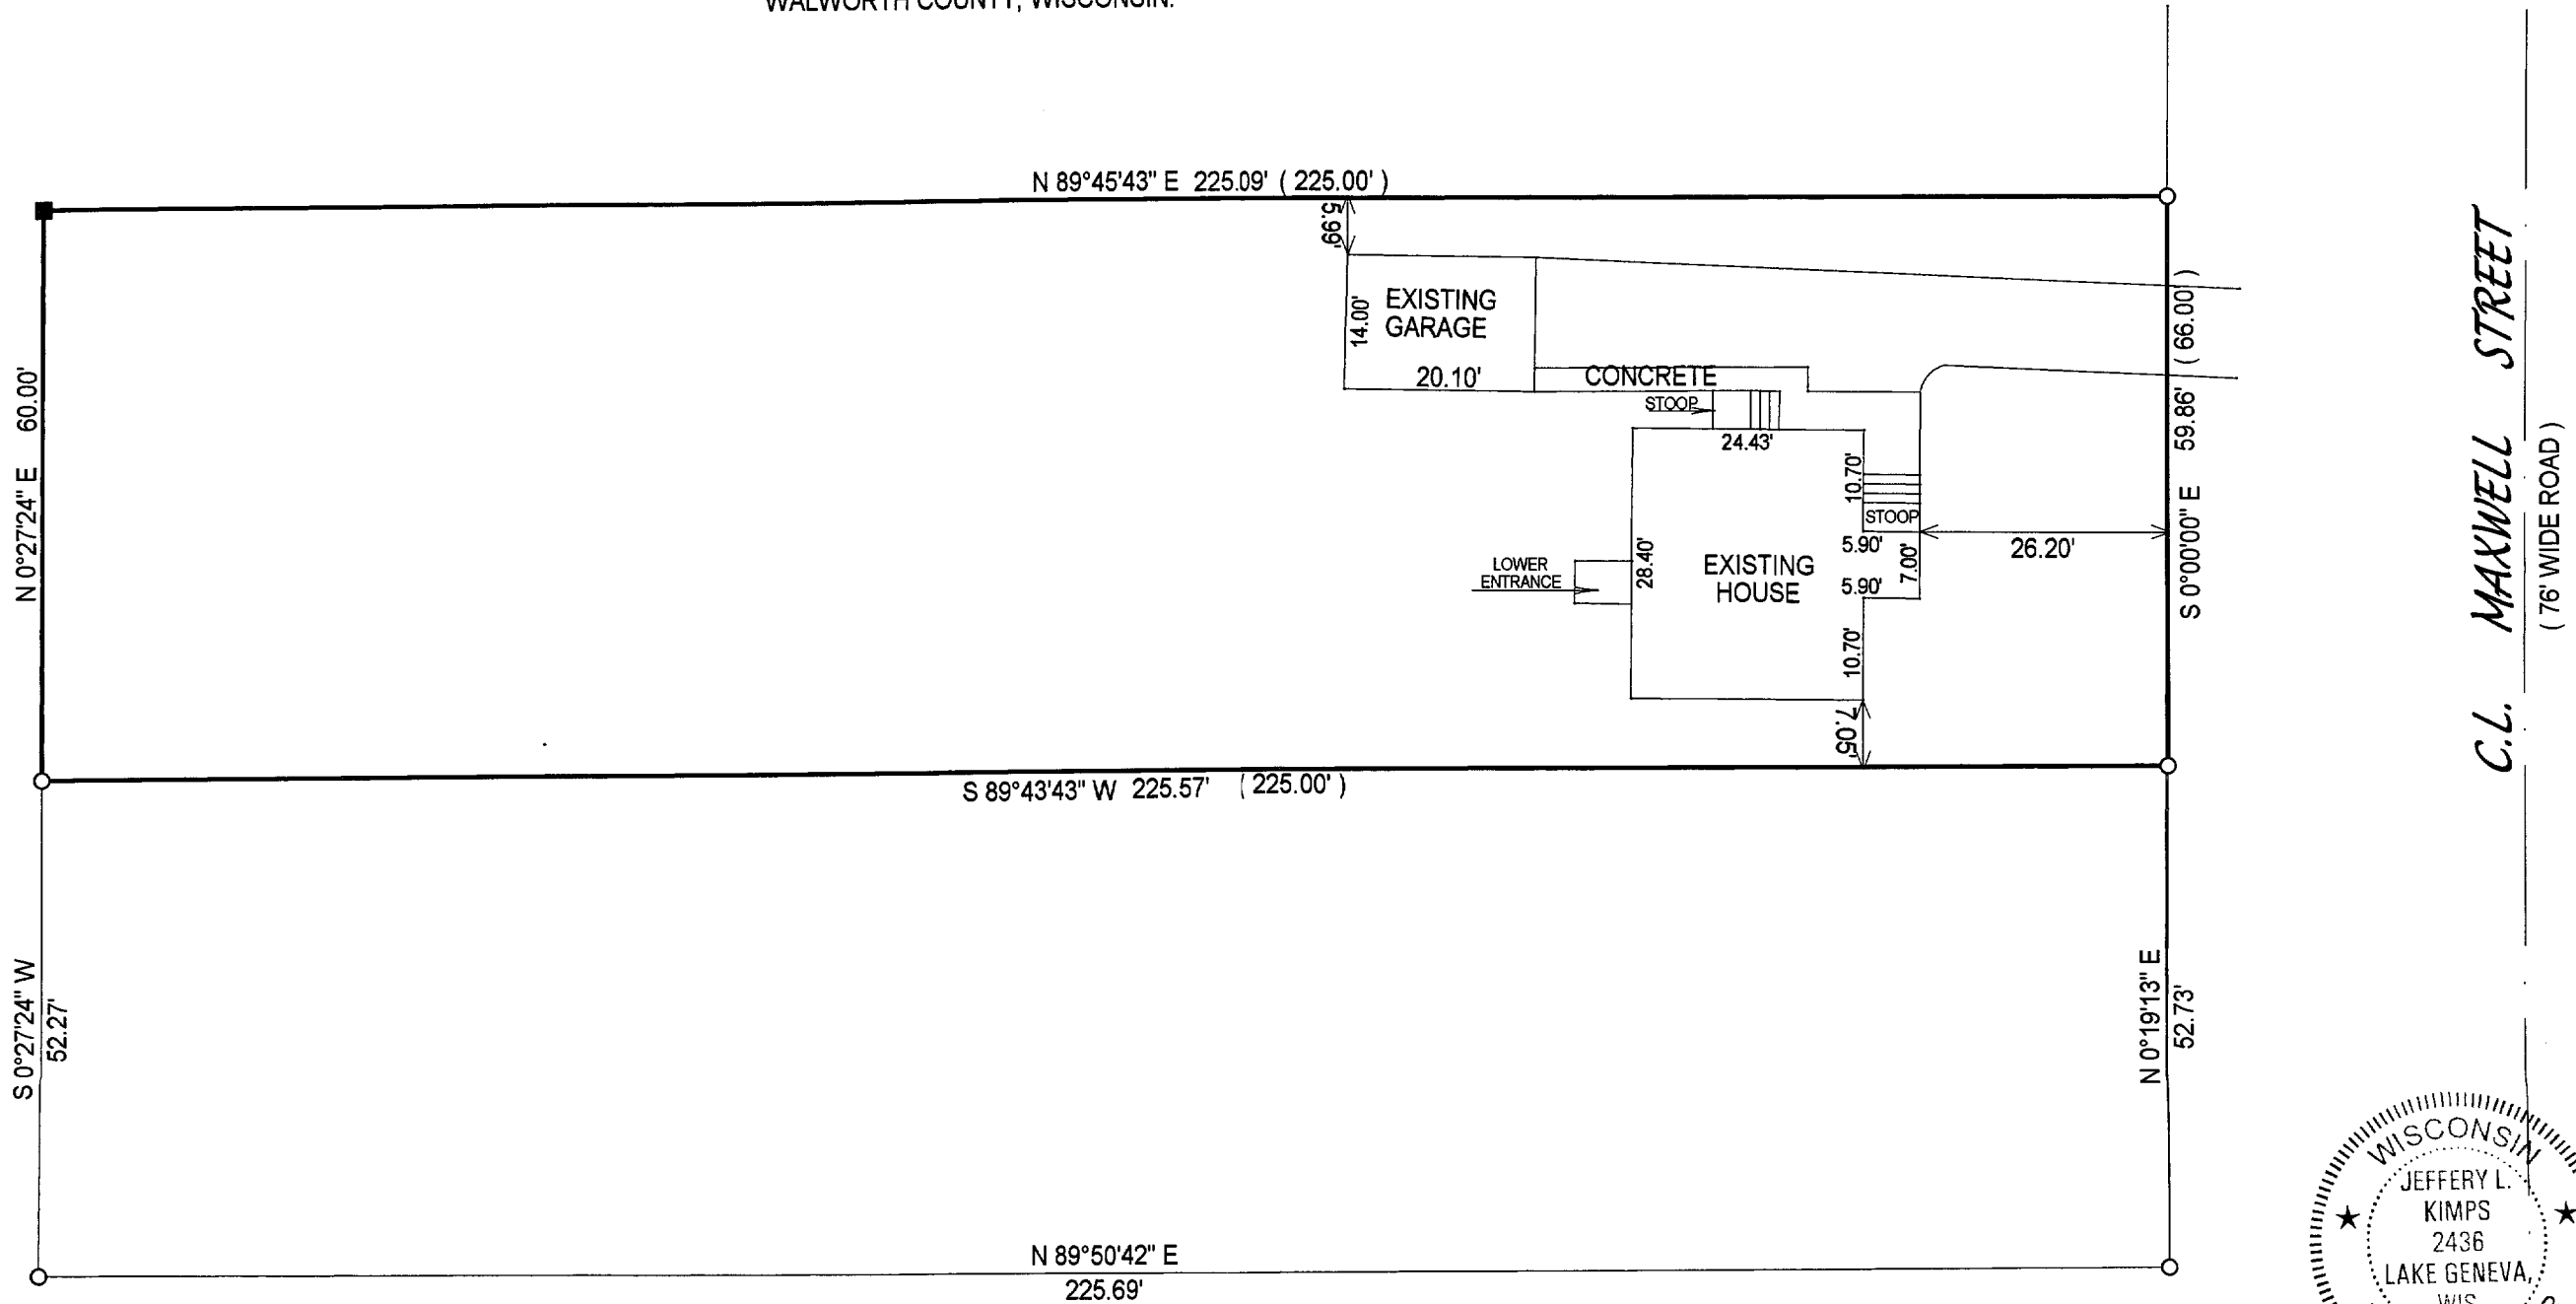 WALWORTH COUNTY, WISCONSIN.
N 89°45'43" E 225.09' ( 225.00' )
5.99'
EXISTING
GARAGE
14.00'
20.10'
CONCRETE
STOOP
24.43'
10.70'
STOOP
5.90'
7.00'
5.90'
10.70'
26.20'
28.40'
EXISTING
HOUSE
LOWER
ENTRANCE
7.05'
N 0°27'24" E 60.00'
S 0°00'00" E 59.86' ( 66.00' )
C.L. MAXWELL STREET
( 76' WIDE ROAD )
S 89°43'43" W 225.57' ( 225.00' )
S 0°27'24" W
52.27'
N 0°19'13" E
52.73'
N 89°50'42" E
225.69'
WISCONSIN
JEFFERY L.
KIMPS
2436
LAKE GENEVA,
WIS